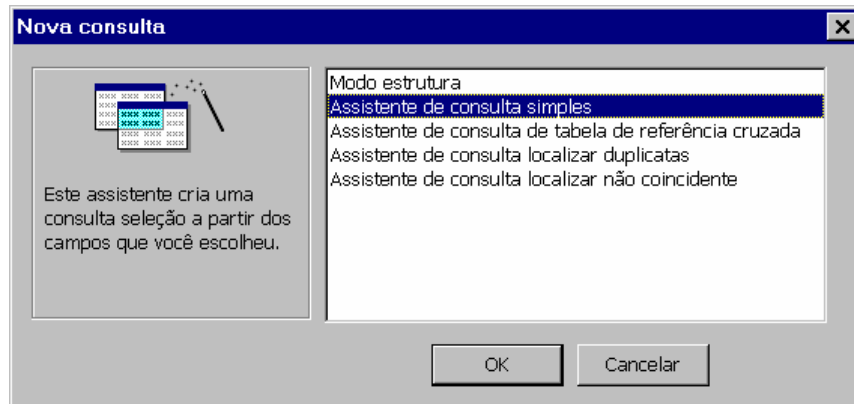 Nova consulta
Este assistente cria uma
consulta seleção a partir dos
campos que você escolheu.
Modo estrutura
Assistente de consulta simples
Assistente de consulta de tabela de referência cruzada
Assistente de consulta localizar duplicatas
Assistente de consulta localizar não coincidente
OK
Cancelar